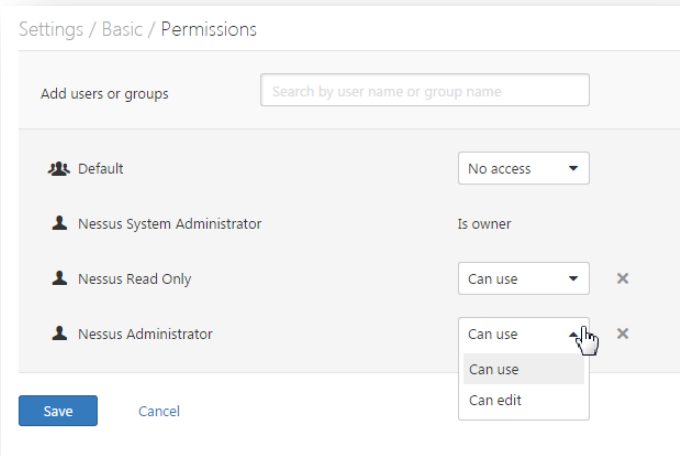 Settings / Basic / Permissions
Add users or groups Search by user name or group name
Default No access
Nessus System Administrator Is owner
Nessus Read Only Can use
Nessus Administrator Can use
Can use
Can edit
Save Cancel